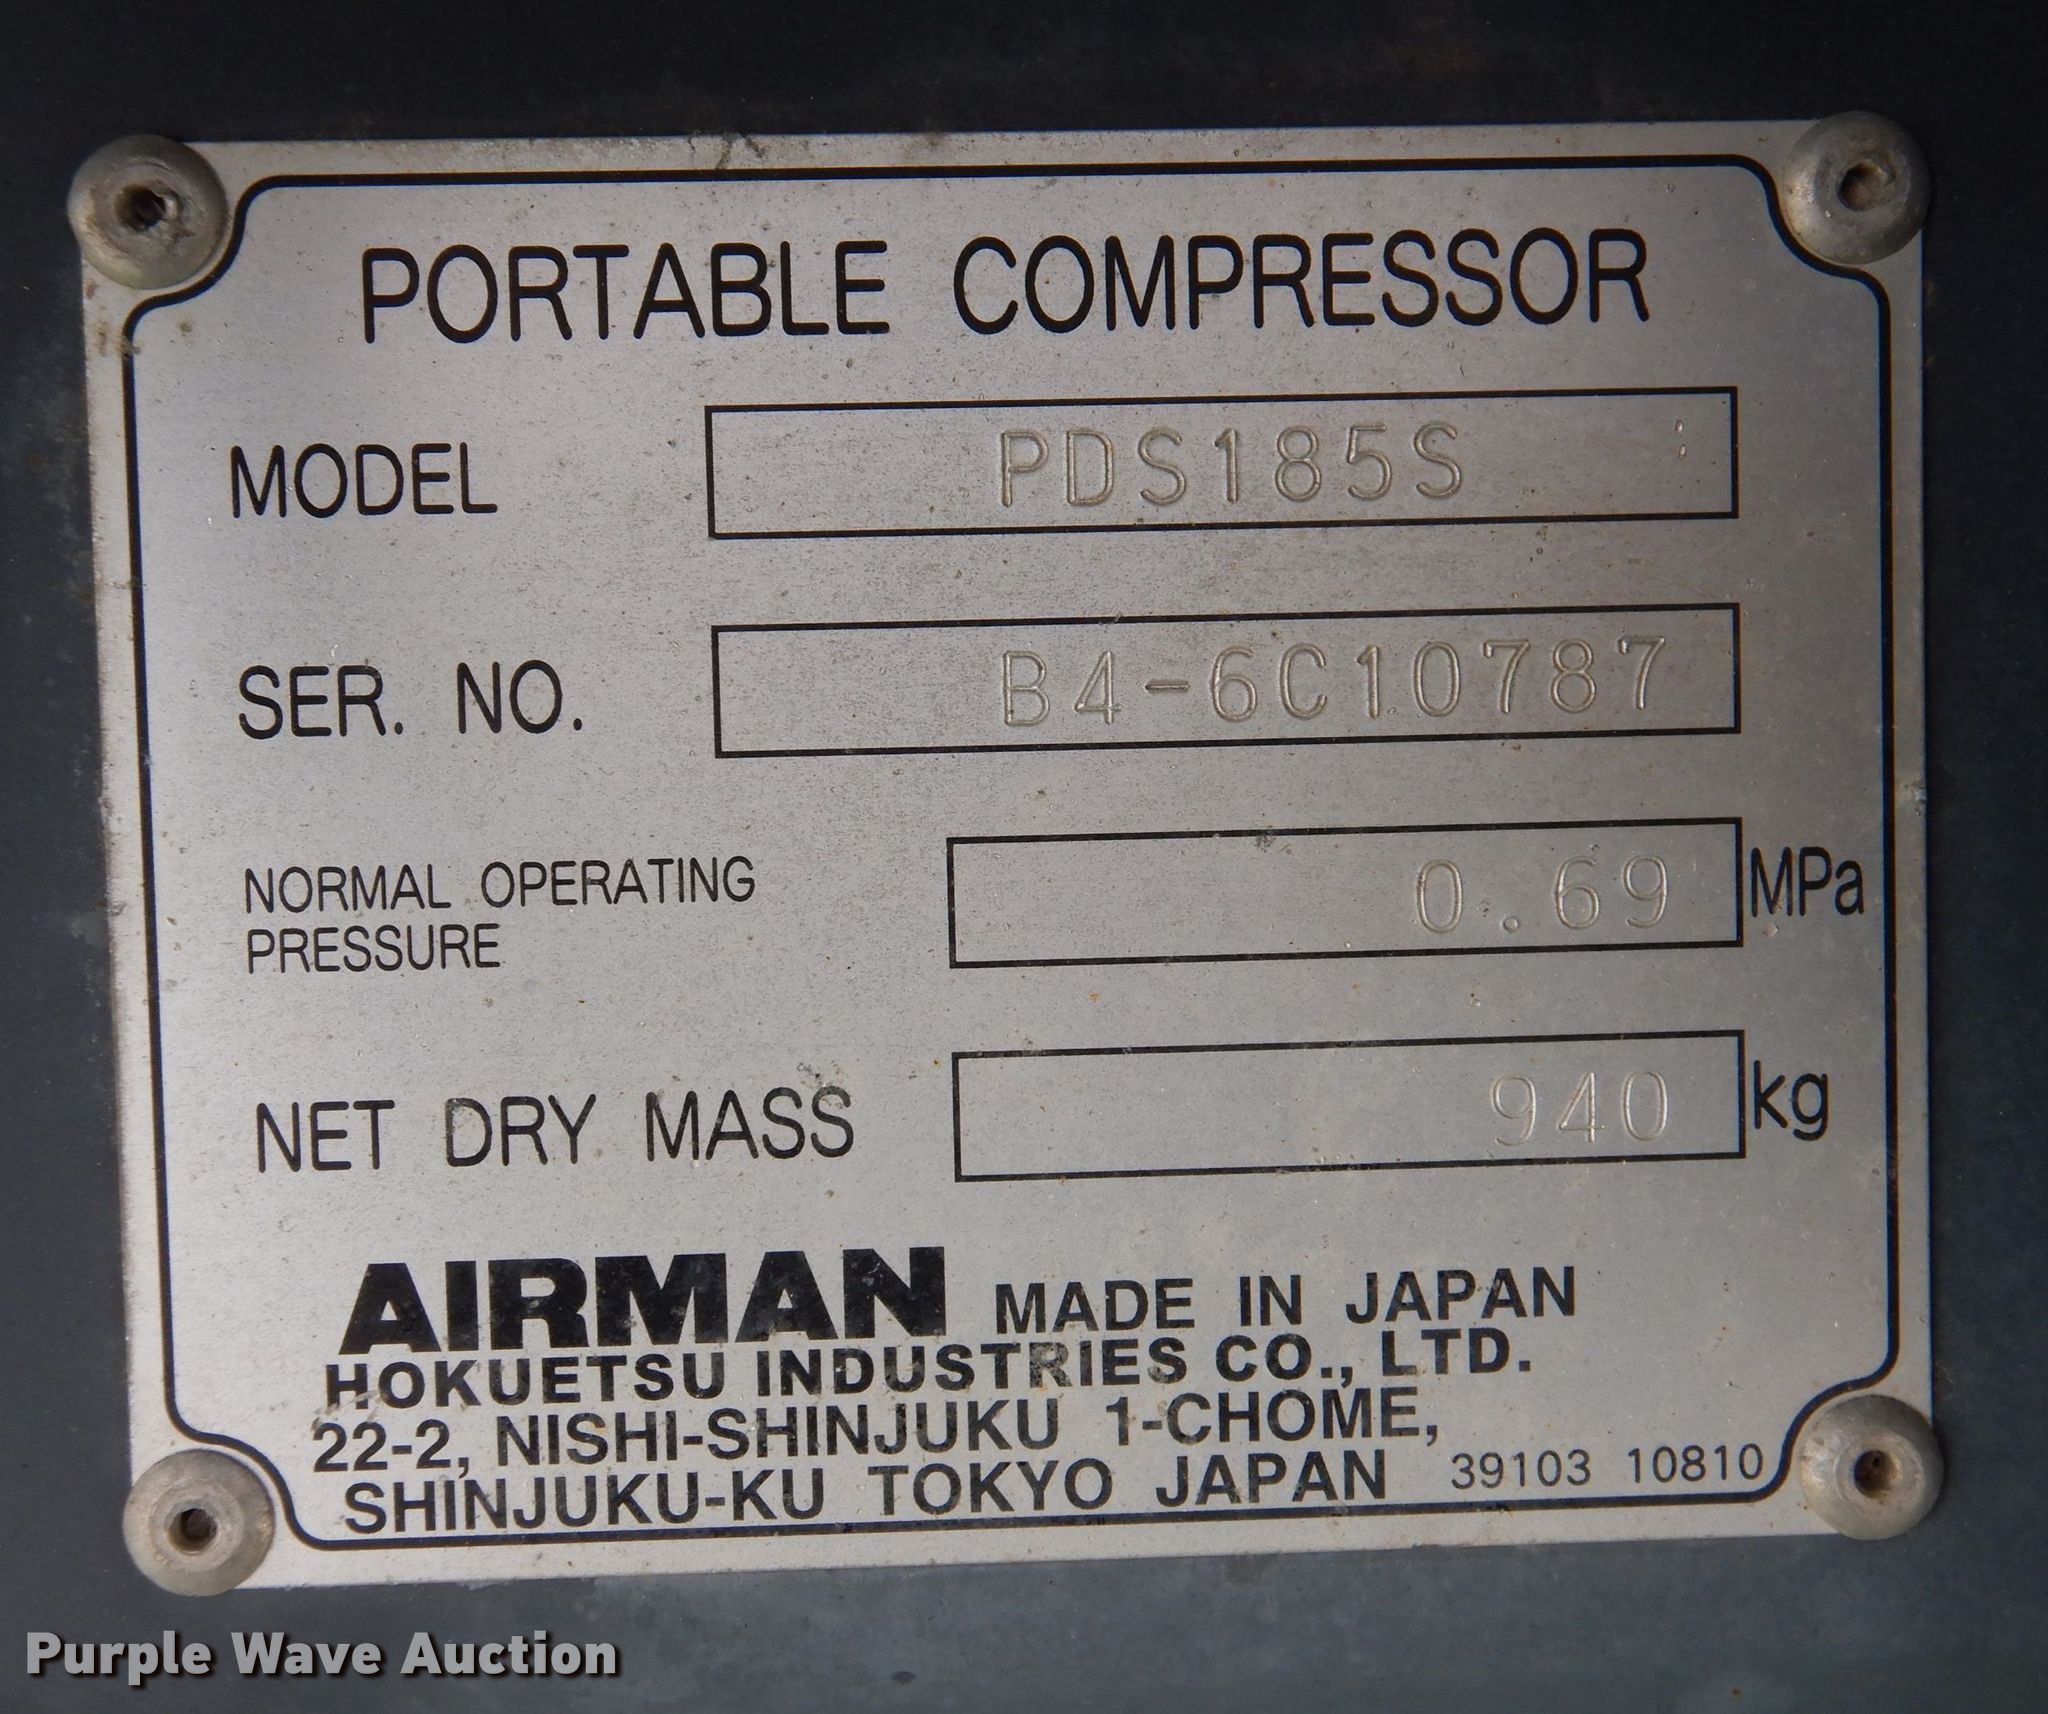 PORTABLE COMPRESSOR
MODEL PDS185S
SER. NO. B4-6C10787
NORMAL OPERATING
PRESSURE 0.69 MPa
NET DRY MASS 940 kg
AIRMAN MADE IN JAPAN
HOKUETSU INDUSTRIES CO., LTD.
22-2, NISHI-SHINJUKU 1-CHOME,
SHINJUKU-KU TOKYO JAPAN 39103 10810
Purple Wave Auction